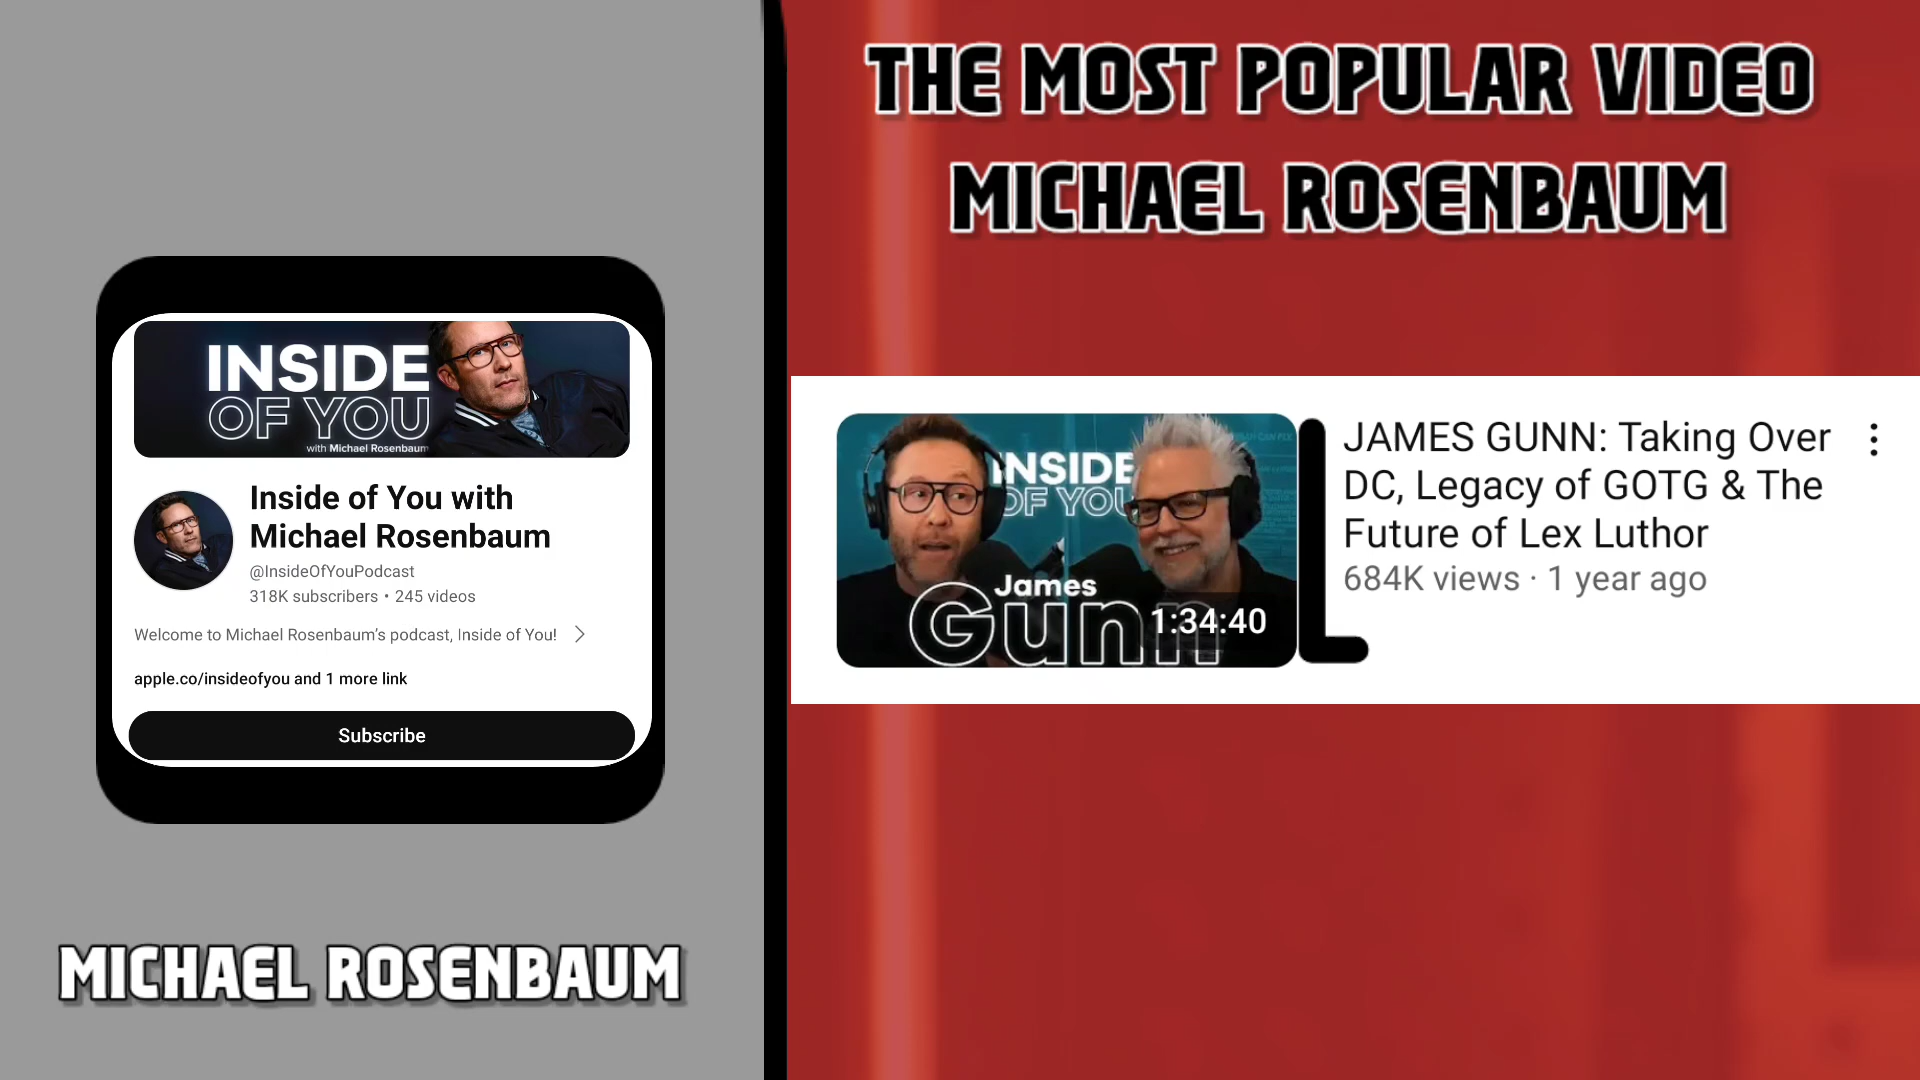 INSIDE
OF YOU
with Michael Rosenbaum
Inside of You with
Michael Rosenbaum
@InsideOfYouPodcast
318K subscribers • 245 videos
Welcome to Michael Rosenbaum's podcast, Inside of You!
apple.co/insideofyou and 1 more link
Subscribe
MICHAEL ROSENBAUM
THE MOST POPULAR VIDEO
MICHAEL ROSENBAUM
INSIDE
OF YOU
James
Gunn
1:34:40
JAMES GUNN: Taking Over
DC, Legacy of GOTG & The
Future of Lex Luthor
684K views · 1 year ago